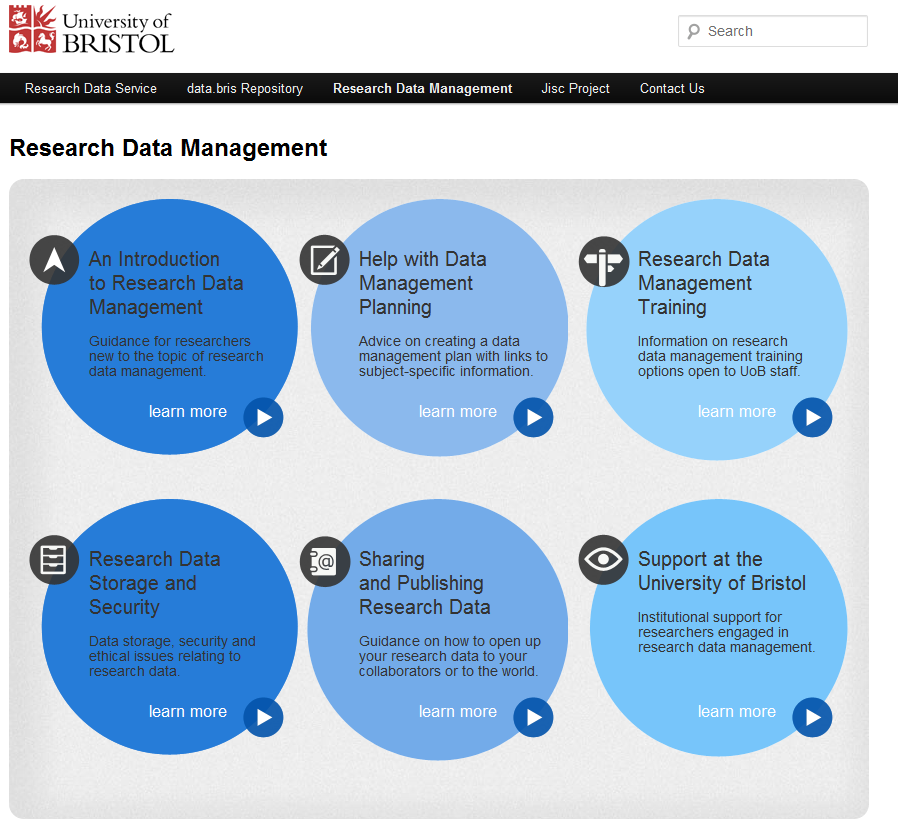 University of
BRISTOL
Search
Research Data Service data.bris Repository Research Data Management Jisc Project Contact Us
Research Data Management
An Introduction
to Research Data
Management
Guidance for researchers
new to the topic of research
data management.
learn more
Help with Data
Management
Planning
Advice on creating a data
management plan with links to
subject-specific information.
learn more
Research Data
Management
Training
Information on research
data management training
options open to UoB staff.
learn more
Research Data
Storage and
Security
Data storage, security and
ethical issues relating to
research data.
learn more
@
Sharing
and Publishing
Research Data
Guidance on how to open up
your research data to your
collaborators or to the world.
learn more
Support at the
University of Bristol
Institutional support for
researchers engaged in
research data management.
learn more